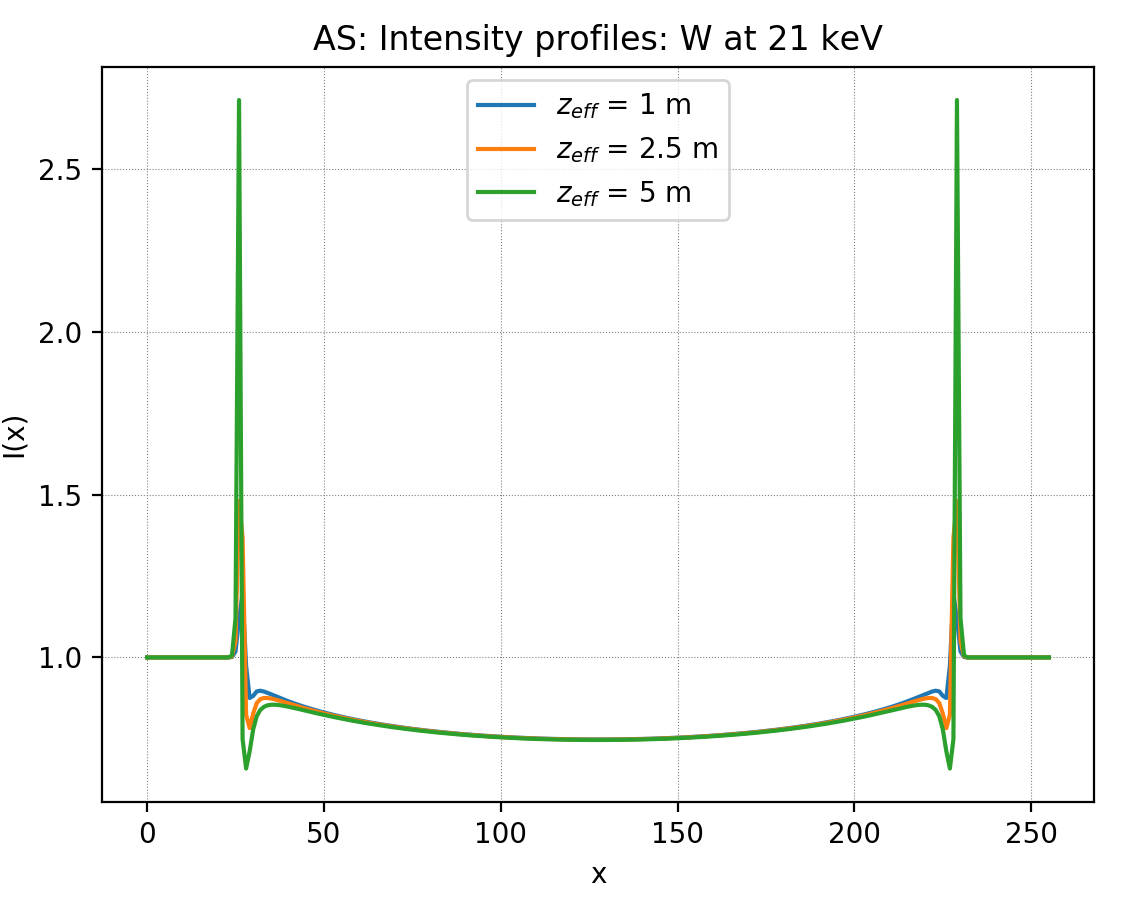 AS: Intensity profiles: W at 21 keV
z_eff = 1 m
z_eff = 2.5 m
z_eff = 5 m
2.5
2.0
1.5
1.0
I(x)
0 50 100 150 200 250
x